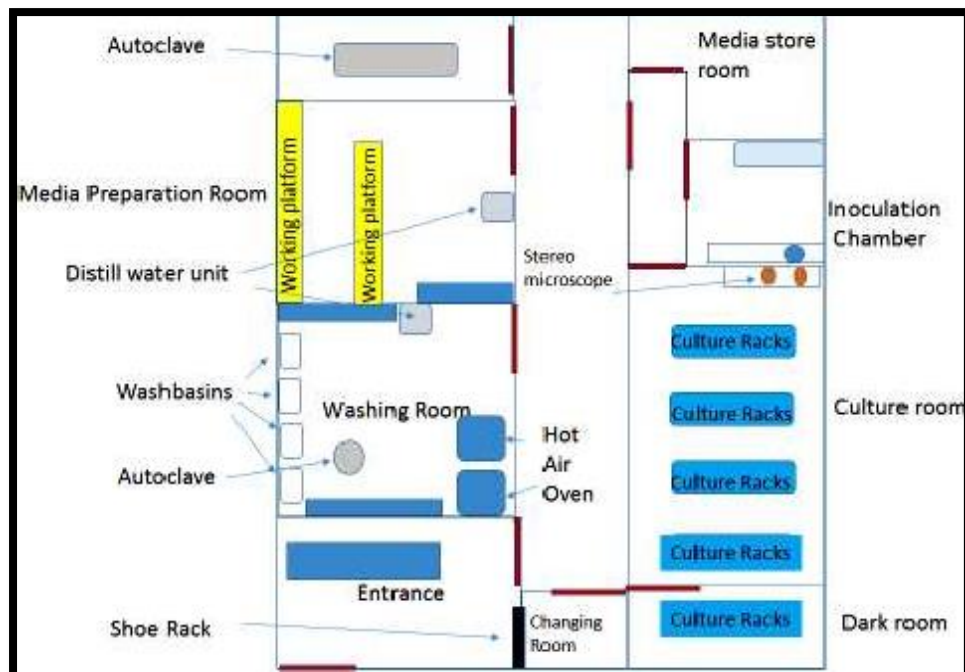 Autoclave
Media store
room
Working platform
Working platform
Media Preparation Room
Inoculation
Chamber
Distill water unit
Stereo
microscope
Culture Racks
Culture Racks
Washbasins
Washing Room
Culture room
Hot
Air
Oven
Autoclave
Culture Racks
Culture Racks
Entrance
Shoe Rack
Changing
Room
Culture Racks
Dark room